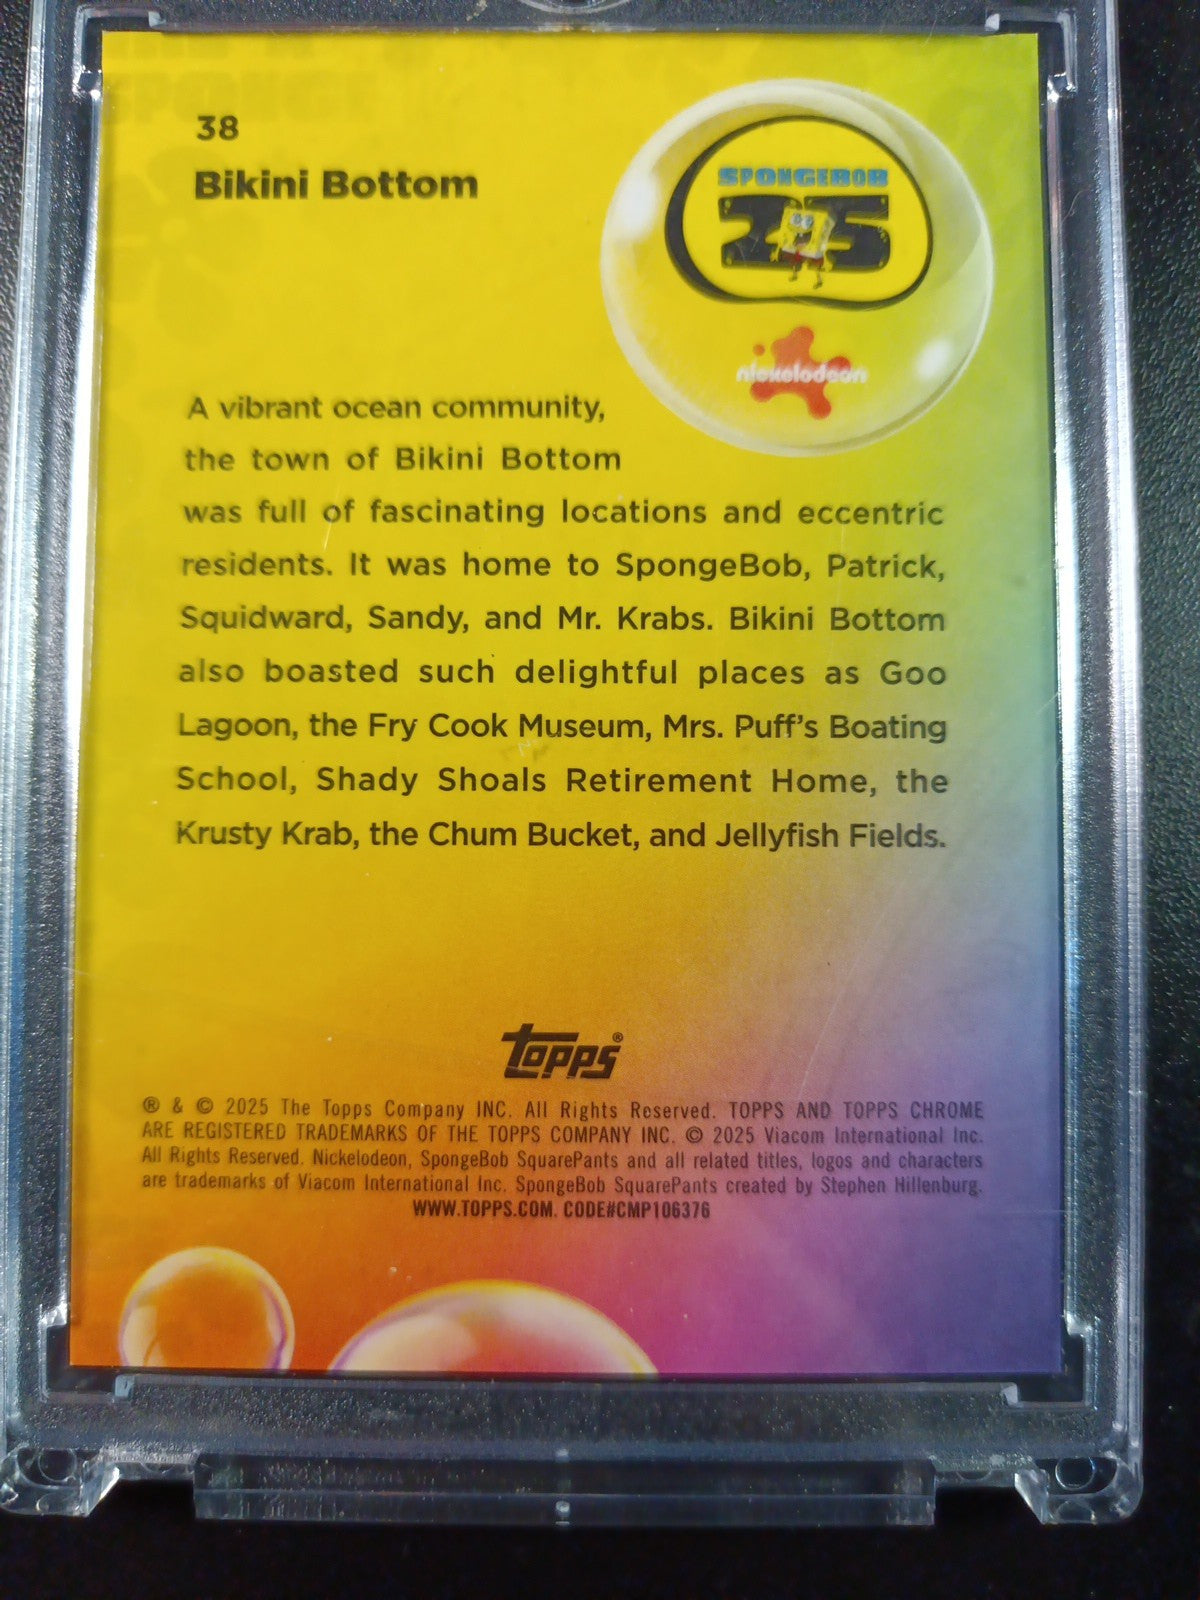 38
Bikini Bottom
SPONGEBOB
25
nickelodeon
A vibrant ocean community,
the town of Bikini Bottom
was full of fascinating locations and eccentric
residents. It was home to SpongeBob, Patrick,
Squidward, Sandy, and Mr. Krabs. Bikini Bottom
also boasted such delightful places as Goo
Lagoon, the Fry Cook Museum, Mrs. Puff's Boating
School, Shady Shoals Retirement Home, the
Krusty Krab, the Chum Bucket, and Jellyfish Fields.
topps®
® & © 2025 The Topps Company INC. All Rights Reserved. TOPPS AND TOPPS CHROME
ARE REGISTERED TRADEMARKS OF THE TOPPS COMPANY INC. © 2025 Viacom International Inc.
All Rights Reserved. Nickelodeon, SpongeBob SquarePants and all related titles, logos and characters
are trademarks of Viacom International Inc. SpongeBob SquarePants created by Stephen Hillenburg.
WWW.TOPPS.COM. CODE#CMP106376